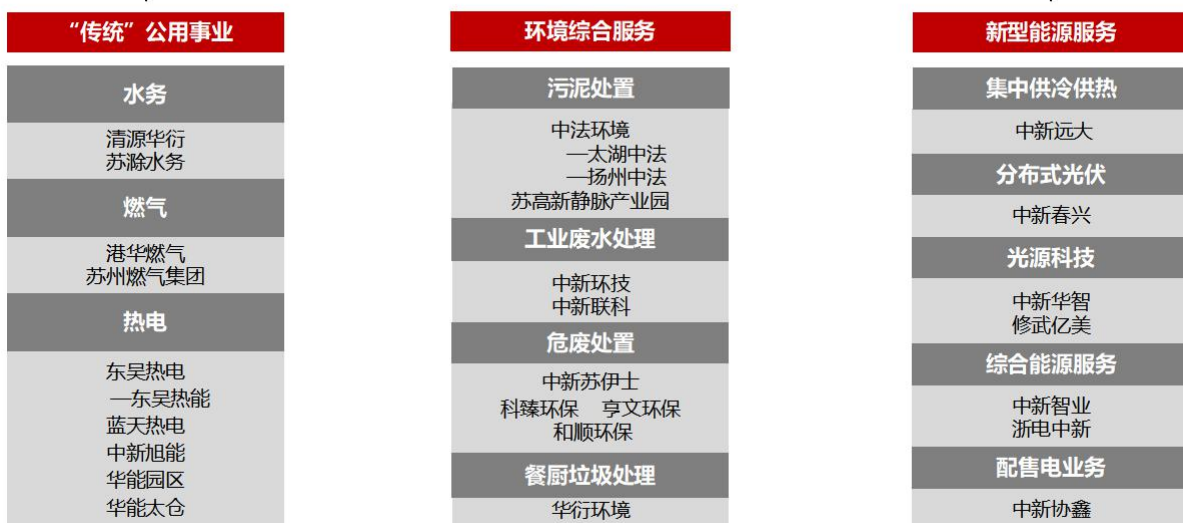 “传统”公用事业
水务
清源华衍
苏滁水务
燃气
港华燃气
苏州燃气集团
热电
东吴热电
—东吴热能
蓝天热电
中新旭能
华能园区
华能太仓
环境综合服务
污泥处置
中法环境
—太湖中法
—扬州中法
苏高新静脉产业园
工业废水处理
中新环技
中新联科
危废处置
中新苏伊士
科臻环保 亨文环保
和顺环保
餐厨垃圾处理
华衍环境
新型能源服务
集中供冷供热
中新远大
分布式光伏
中新春兴
光源科技
中新华智
修武亿美
综合能源服务
中新智业
浙电中新
配售电业务
中新协鑫